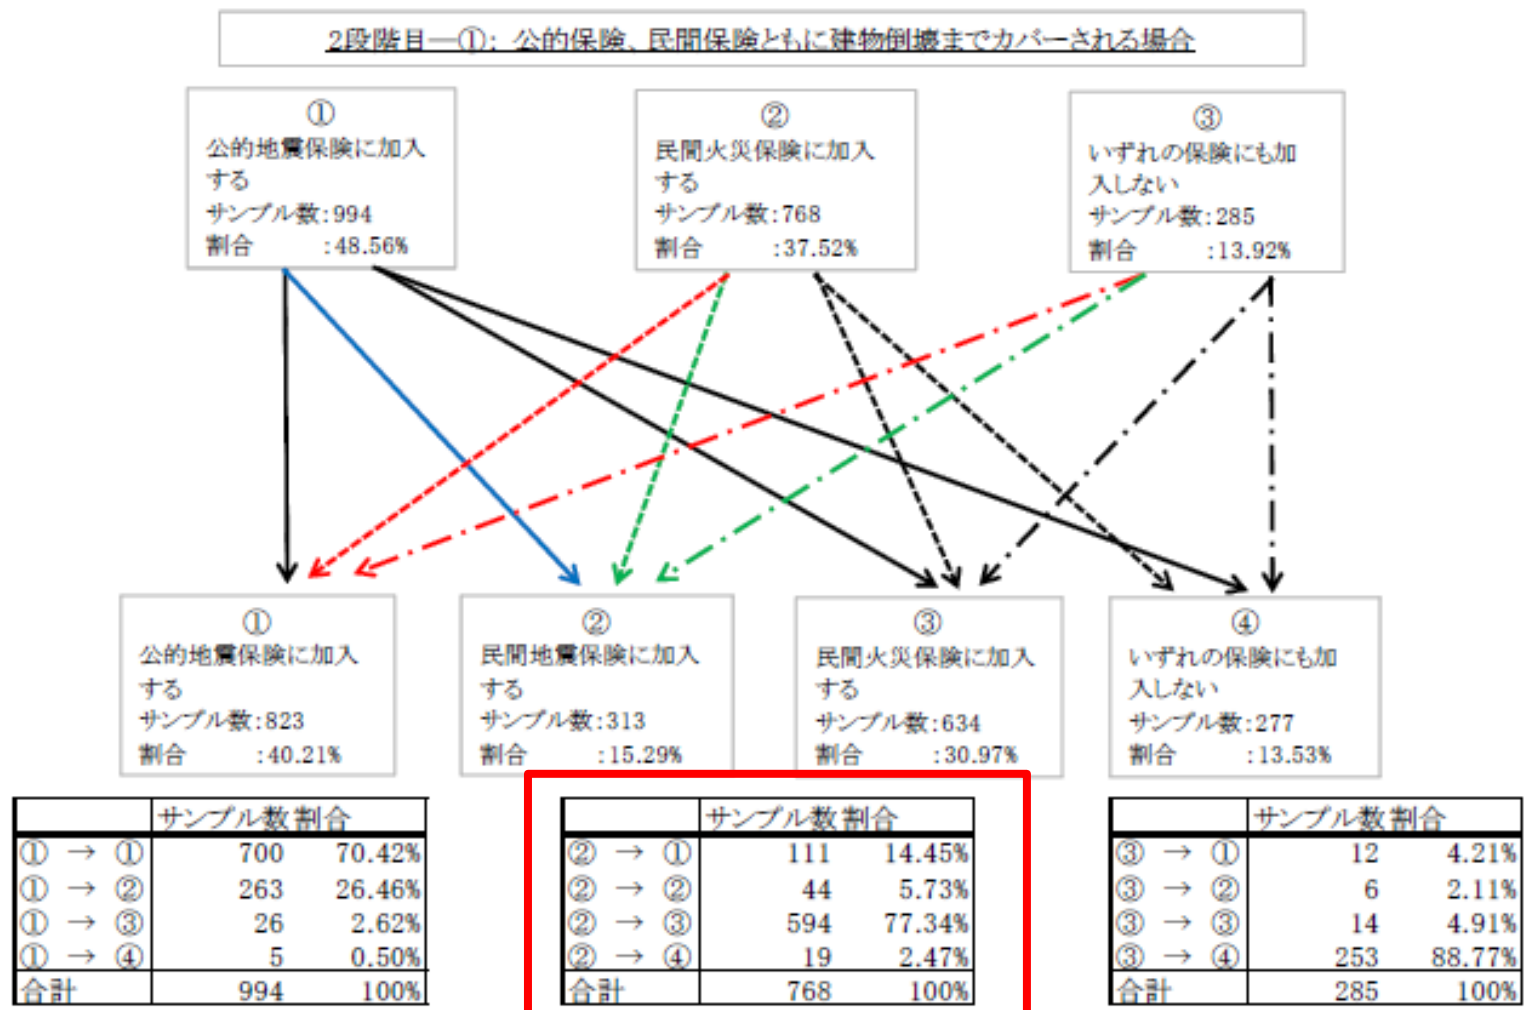 2段階目―①: 公的保険、民間保険ともに建物倒壊までカバーされる場合
①
公的地震保険に加入
する
サンプル数:994
割合 :48.56%
②
民間火災保険に加入
する
サンプル数:768
割合 :37.52%
③
いずれの保険にも加
入しない
サンプル数:285
割合 :13.92%
①
公的地震保険に加入
する
サンプル数:823
割合 :40.21%
②
民間地震保険に加入
する
サンプル数:313
割合 :15.29%
③
民間火災保険に加入
する
サンプル数:634
割合 :30.97%
④
いずれの保険にも加
入しない
サンプル数:277
割合 :13.53%
サンプル数 割合
① → ① 700 70.42%
① → ② 263 26.46%
① → ③ 26 2.62%
① → ④ 5 0.50%
合計 994 100%
サンプル数 割合
② → ① 111 14.45%
② → ② 44 5.73%
② → ③ 594 77.34%
② → ④ 19 2.47%
合計 768 100%
サンプル数 割合
③ → ① 12 4.21%
③ → ② 6 2.11%
③ → ③ 14 4.91%
③ → ④ 253 88.77%
合計 285 100%